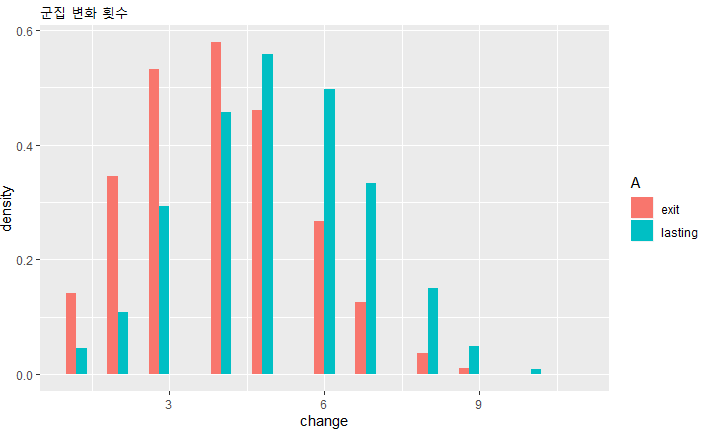 군집 변화 횟수
0.6
0.4
0.2
0.0
density
3
6
9
change
A
exit
lasting